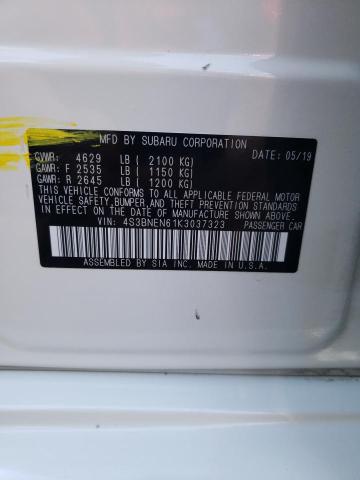 MFD BY SUBARU CORPORATION DATE: 05/19
GVWR: 4629 LB ( 2100 KG)
GAWR: F 2535 LB ( 1150 KG)
GAWR: R 2645 LB ( 1200 KG)
THIS VEHICLE CONFORMS TO ALL APPLICABLE FEDERAL MOTOR
VEHICLE SAFETY, BUMPER, AND THEFT PREVENTION STANDARDS
IN EFFECT ON THE DATE OF MANUFACTURE SHOWN ABOVE.
VIN: 4S3BNEN61K3037323 PASSENGER CAR
ASSEMBLED BY SIA INC. MADE IN U.S.A.